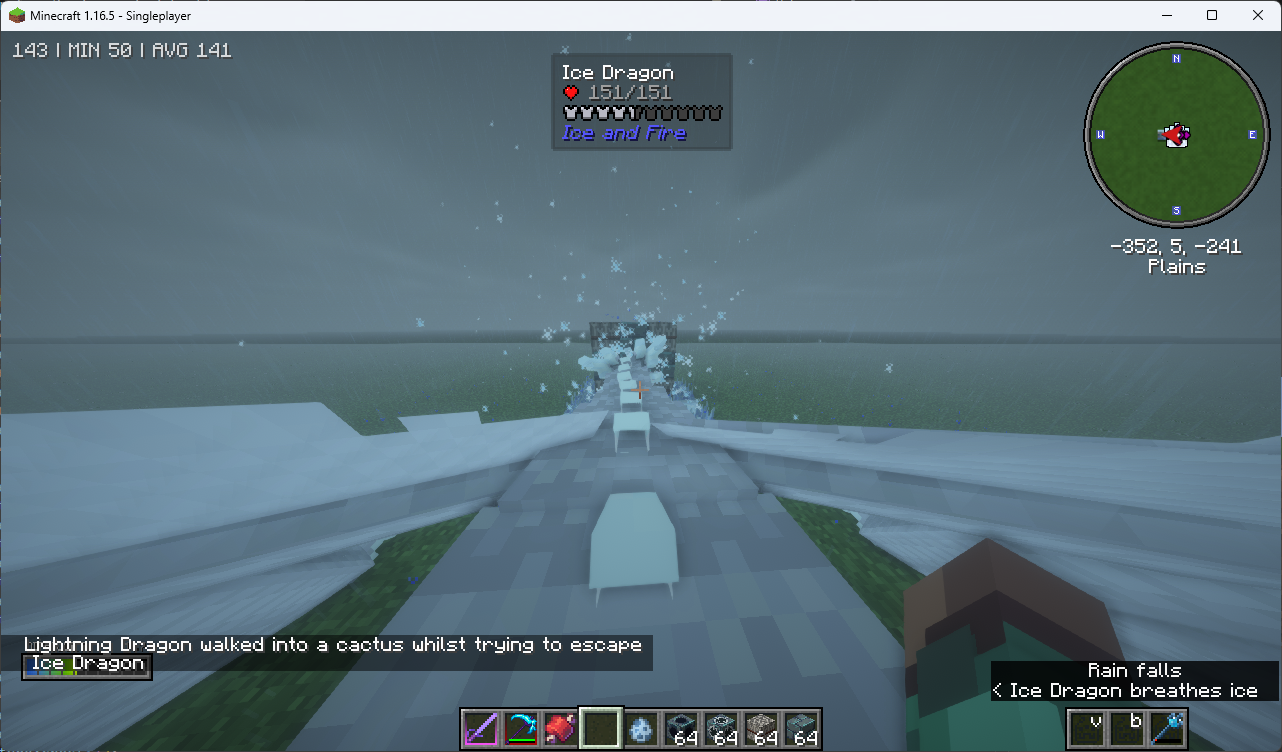 Minecraft 1.16.5 - Singleplayer
143 | MIN 50 | AVG 141
Ice Dragon
151/151
Ice and Fire
N
W
E
S
-352, 5, -241
Plains
Lightning Dragon walked into a cactus whilst trying to escape
Ice Dragon
Rain falls
< Ice Dragon breathes ice
64
64
64
64
v
b